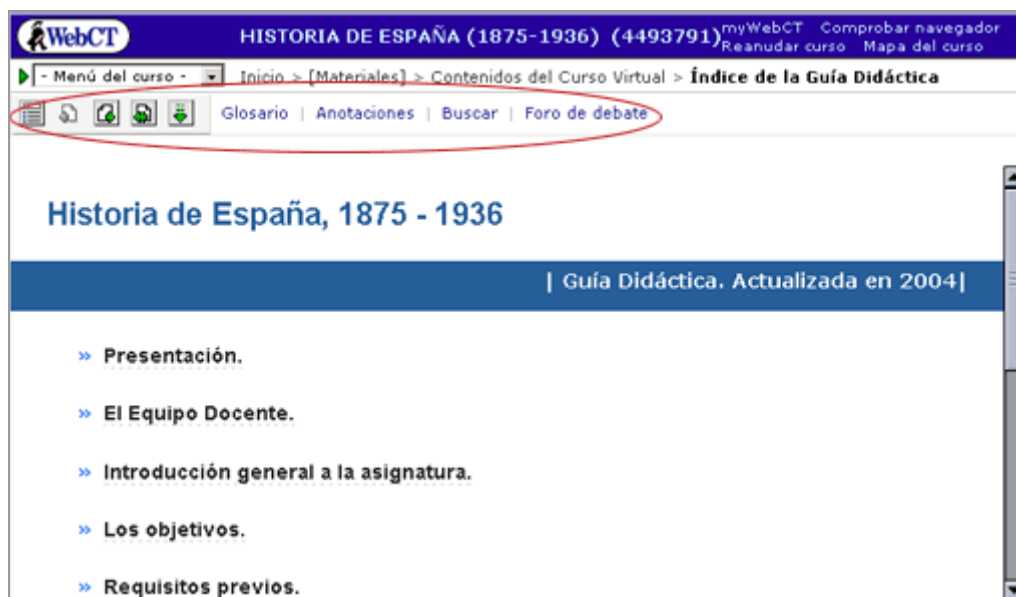 WebCT HISTORIA DE ESPAÑA (1875-1936) (4493791) myWebCT Comprobar navegador
Reanudar curso Mapa del curso
- Menú del curso - Inicio > [Materiales] > Contenidos del Curso Virtual > Índice de la Guía Didáctica
Glosario | Anotaciones | Buscar | Foro de debate
Historia de España, 1875 - 1936
| Guía Didáctica. Actualizada en 2004|
» Presentación.
» El Equipo Docente.
» Introducción general a la asignatura.
» Los objetivos.
» Requisitos previos.